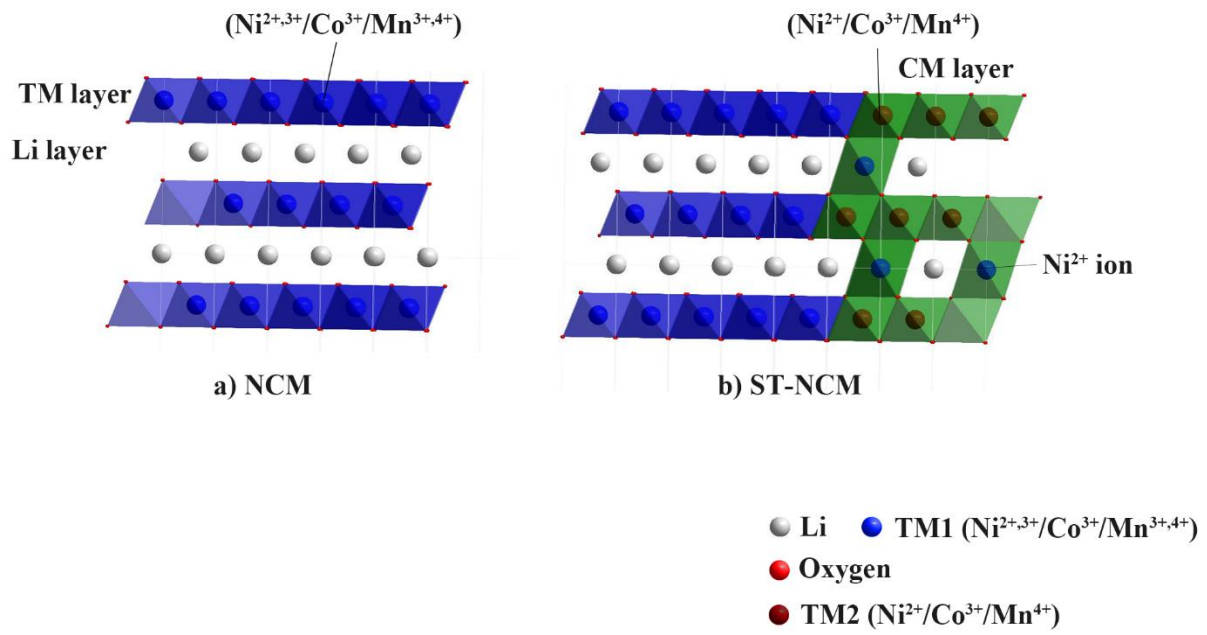 (Ni²⁺,³⁺/Co³⁺/Mn³⁺,⁴⁺)
TM layer
Li layer
a) NCM
(Ni²⁺/Co³⁺/Mn⁴⁺)
CM layer
Ni²⁺ ion
b) ST-NCM
Li
TM1 (Ni²⁺,³⁺/Co³⁺/Mn³⁺,⁴⁺)
Oxygen
TM2 (Ni²⁺/Co³⁺/Mn⁴⁺)